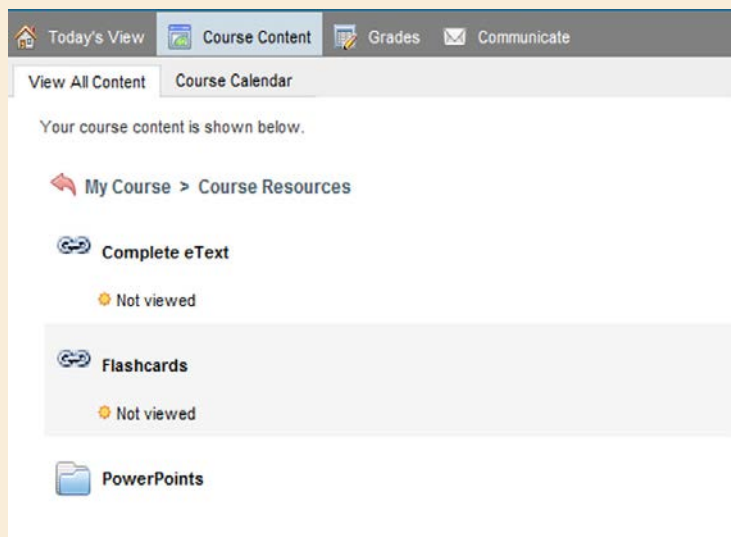 Today's View Course Content Grades Communicate
View All Content Course Calendar
Your course content is shown below.
My Course > Course Resources
Complete eText
Not viewed
Flashcards
Not viewed
PowerPoints